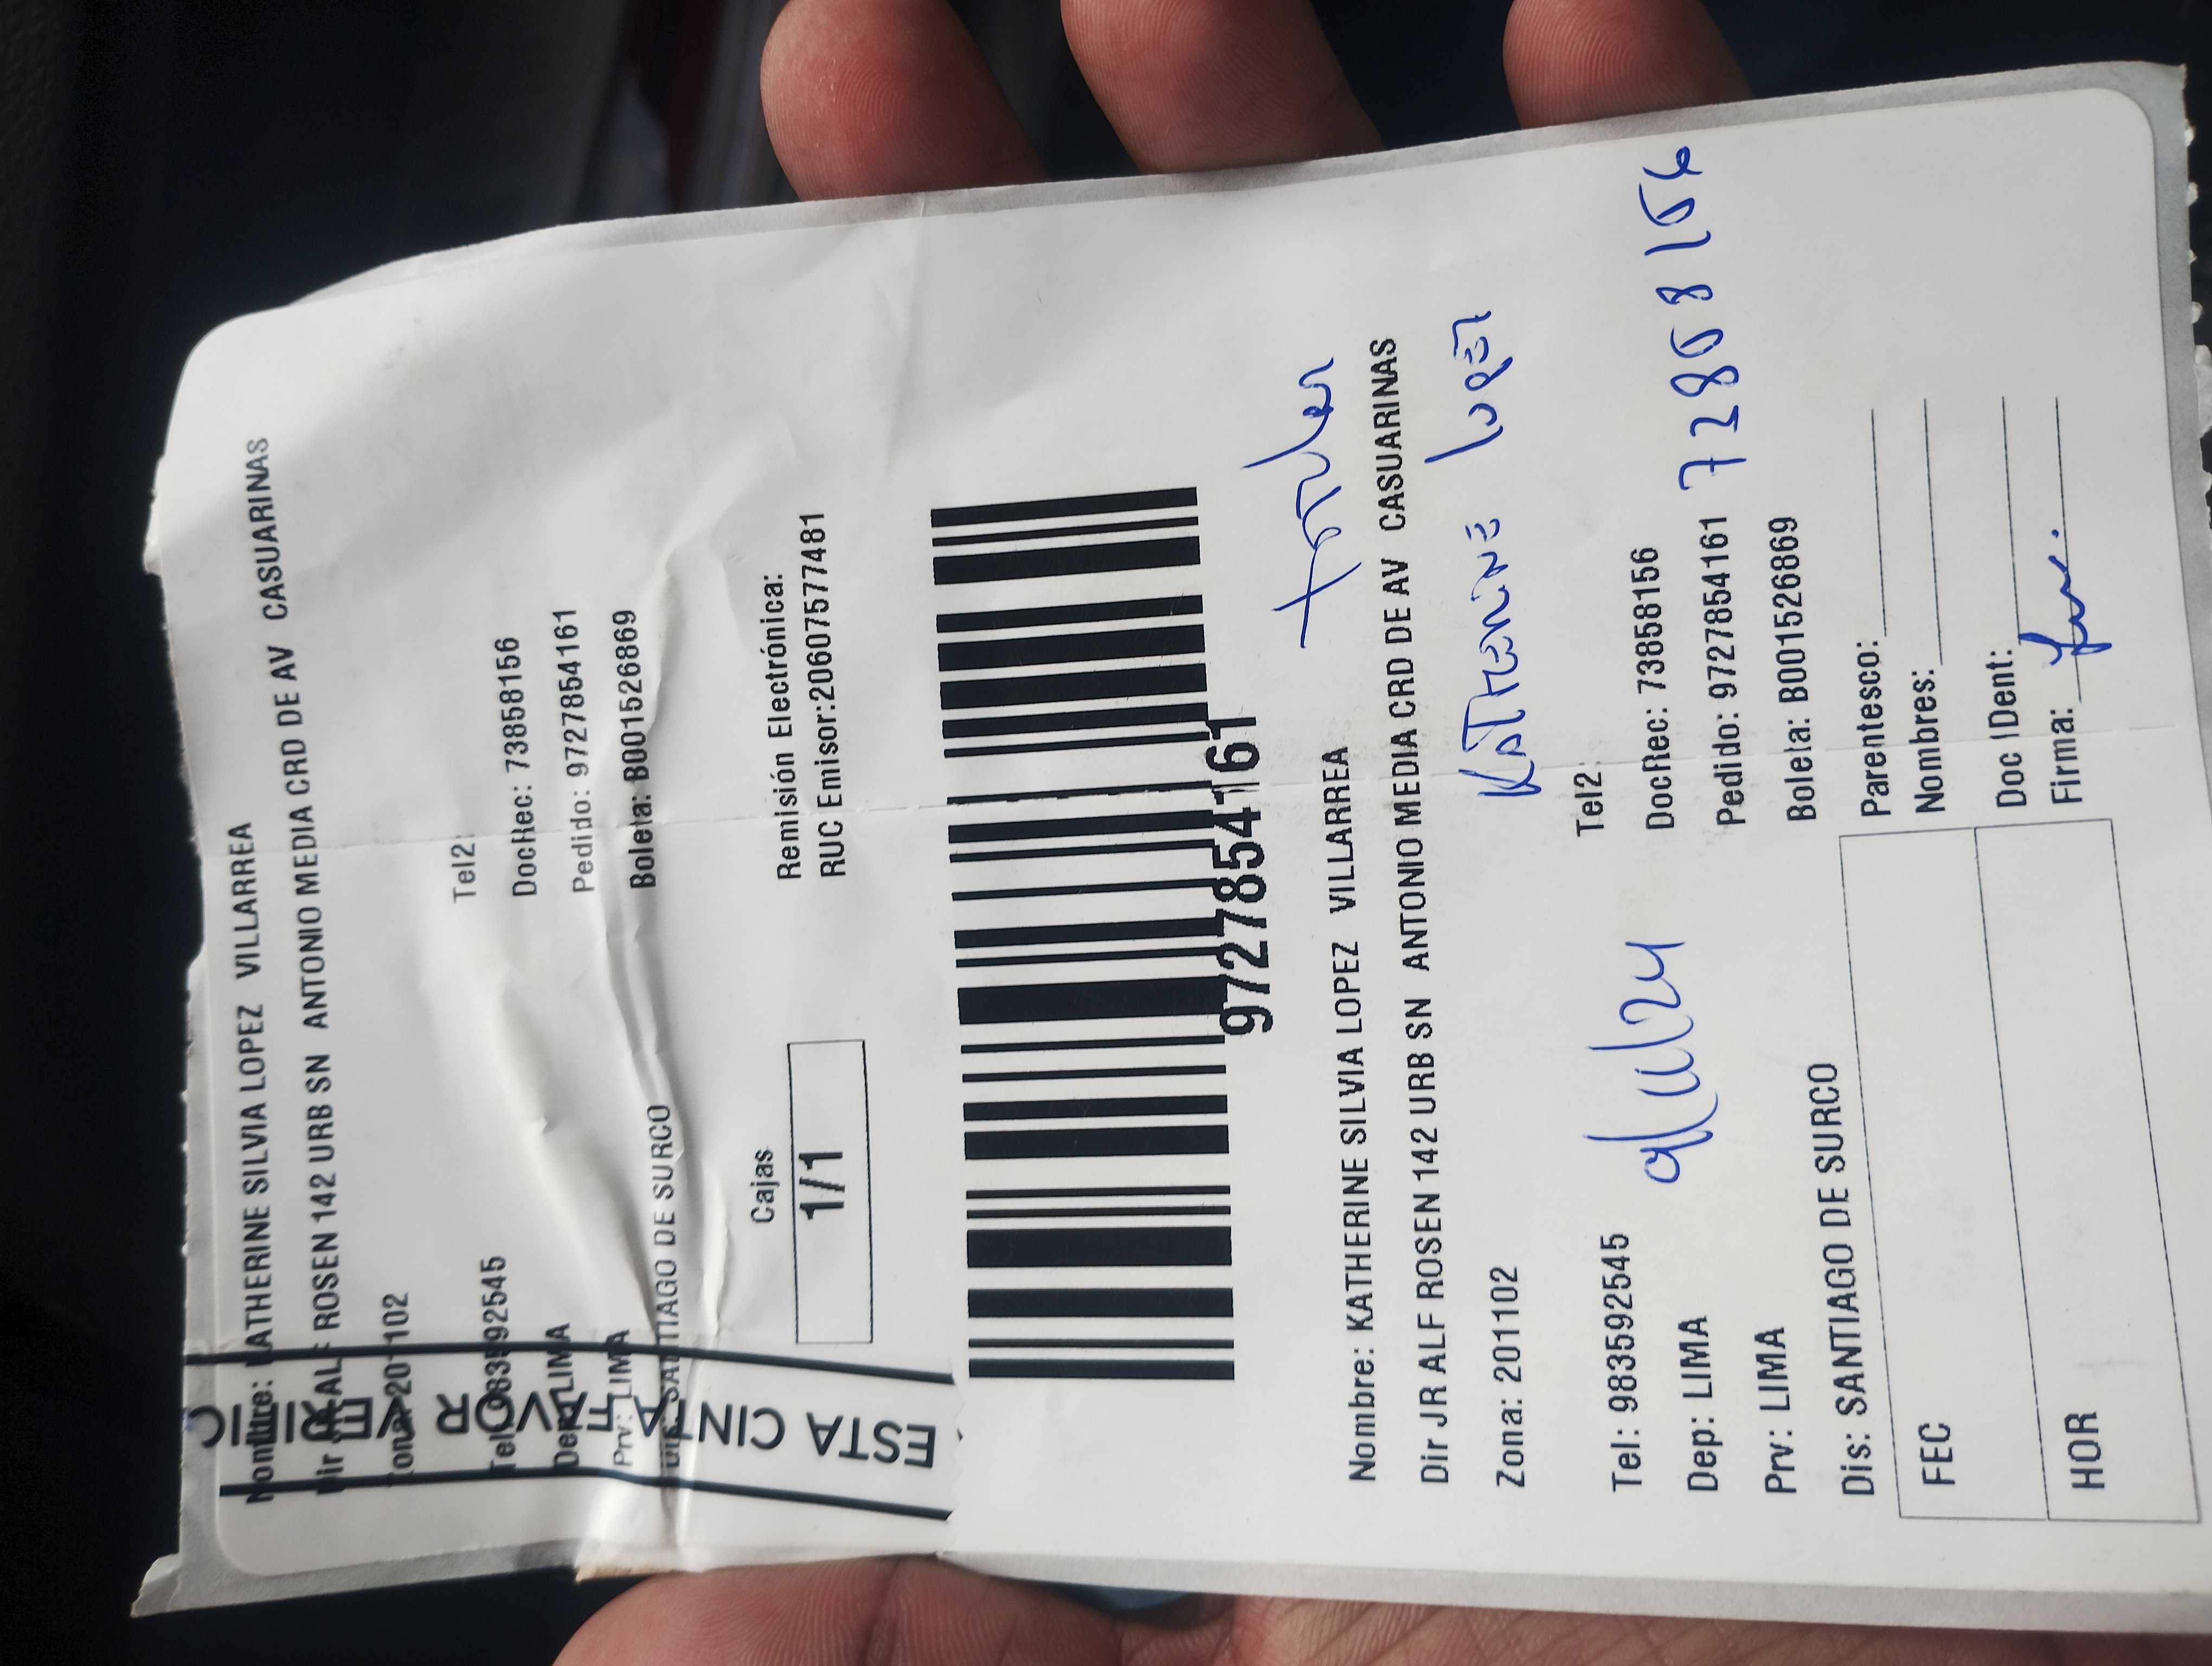 Nombre: KATHERINE SILVIA LOPEZ VILLARREA
Dir JR ALF ROSEN 142 URB SN ANTONIO MEDIA CRD DE AV CASUARINAS
Zona: 201102
Tel: 983592545 Tel2:
Dep: LIMA DocRec: 73858156
Prv: LIMA Pedido: 97278541 61
Dis: SANTIAGO DE SURCO Boleta: B001526869
ESTA CINTA
Cajas
1/1
Remisión Electrónica:
RUC Emisor:20607577481
9727854161
Nombre: KATHERINE SILVIA LOPEZ VILLARREA
Dir JR ALF ROSEN 142 URB SN ANTONIO MEDIA CRD DE AV CASUARINAS
Zona: 201102
KATHERINE LOPEZ
Tel: 983592545 Tel2:
Dep: LIMA DocRec: 73858156
Prv: LIMA Pedido: 9727854161
Dis: SANTIAGO DE SURCO Boleta: B001526869
FEC
HOR
Parentesco:
Nombres:
Doc IDent:
Firma: